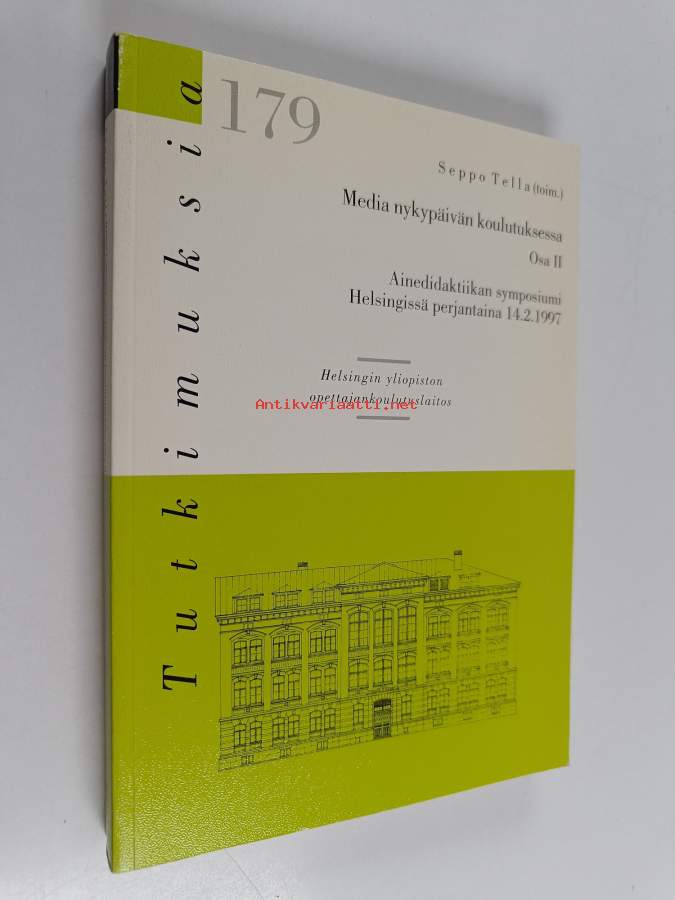 Tutkimuksia
179
Seppo Tella (toim.)
Media nykypäivän koulutuksessa
Osa II
Ainedidaktiikan symposiumi
Helsingissä perjantaina 14.2.1997
Helsingin yliopiston
opettajankoulutuslaitos
Antikvariaatti.net